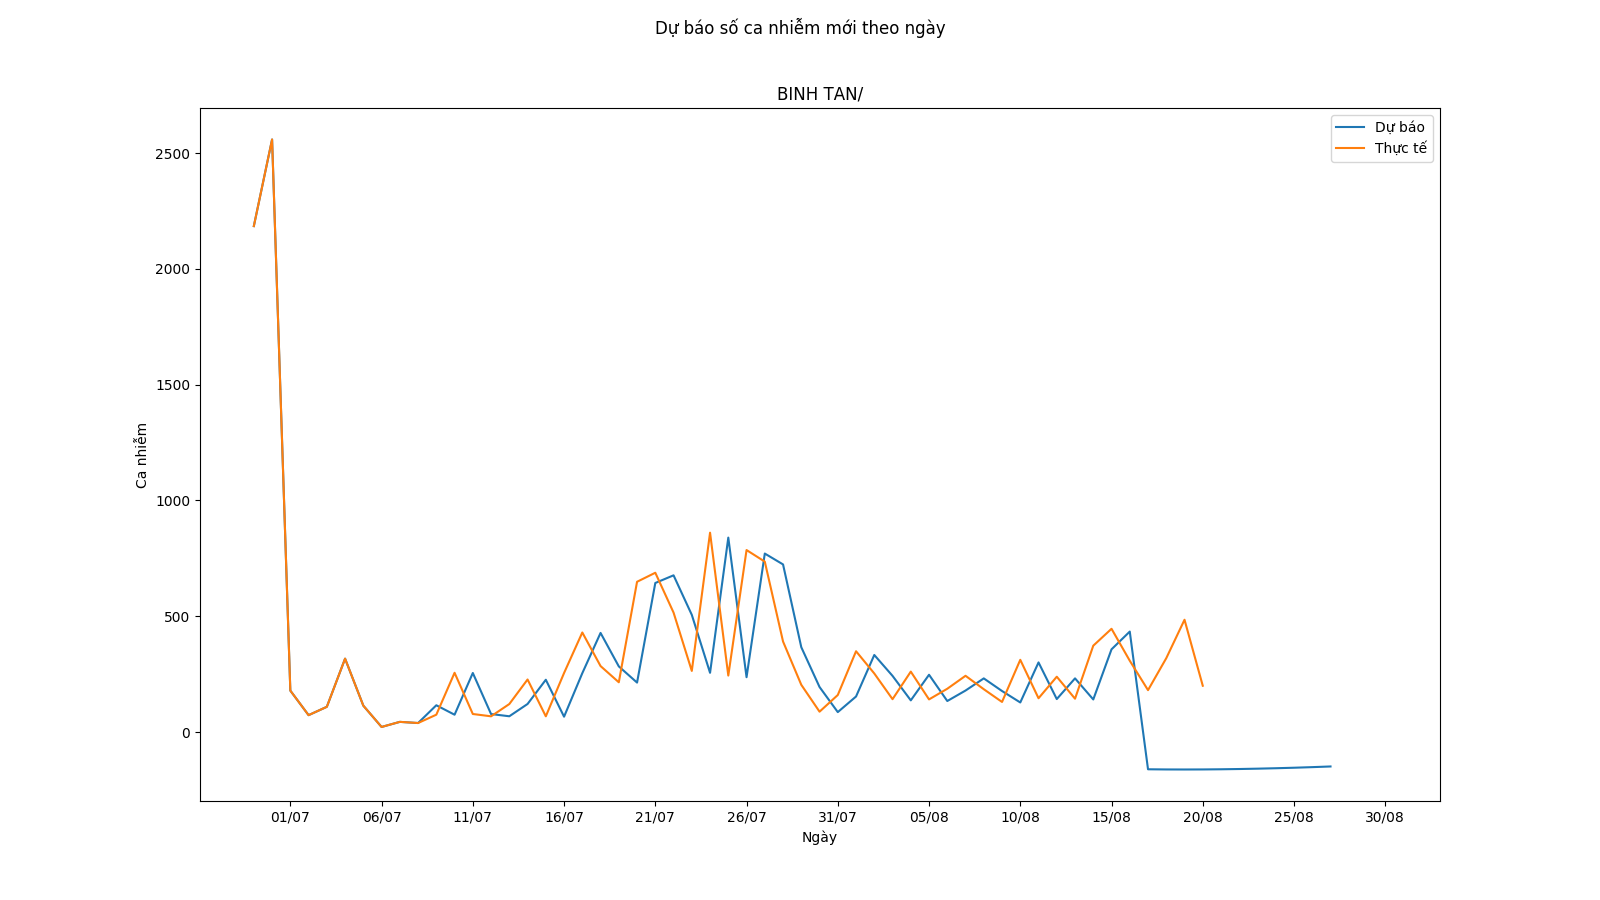 Dự báo số ca nhiễm mới theo ngày
BINH TAN/
Dự báo
Thực tế
Ca nhiễm
2500
2000
1500
1000
500
0
01/07 06/07 11/07 16/07 21/07 26/07 31/07 05/08 10/08 15/08 20/08 25/08 30/08
Ngày